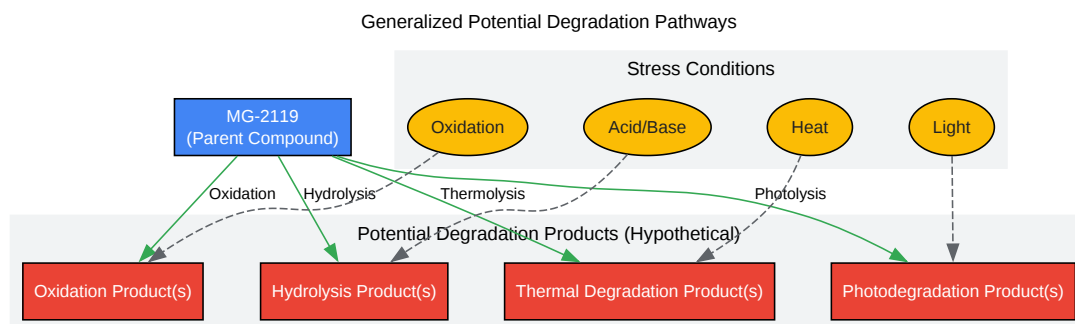 Generalized Potential Degradation Pathways
Stress Conditions
MG-2119
(Parent Compound)
Oxidation
Acid/Base
Heat
Light
Oxidation
Hydrolysis
Thermolysis
Photolysis
Potential Degradation Products (Hypothetical)
Oxidation Product(s)
Hydrolysis Product(s)
Thermal Degradation Product(s)
Photodegradation Product(s)